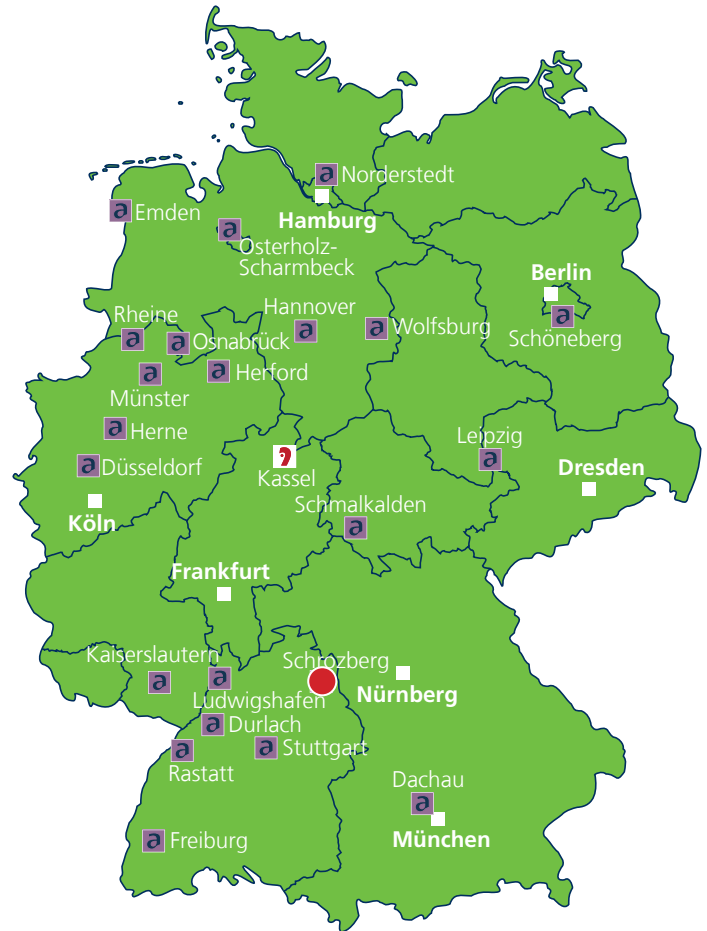 Norderstedt
Hamburg
Emden
Osterholz-
Scharmbeck
Berlin
Schöneberg
Hannover
Wolfsburg
Rheine
Osnabrück
Herford
Münster
Herne
Düsseldorf
Köln
Kassel
Leipzig
Dresden
Schmalkalden
Frankfurt
Kaiserslautern
Ludwigshafen
Schrozberg
Nürnberg
Durlach
Stuttgart
Rastatt
Dachau
München
Freiburg